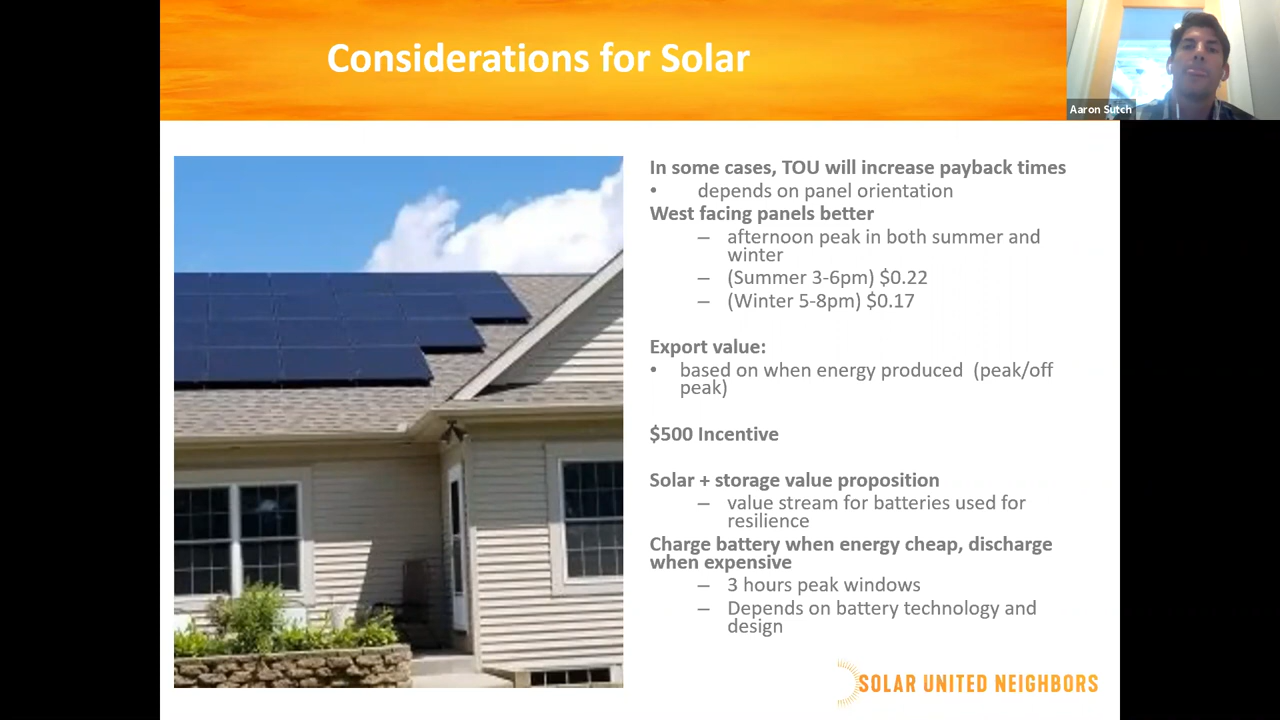 Considerations for Solar
Aaron Sutch
In some cases, TOU will increase payback times
• depends on panel orientation
West facing panels better
– afternoon peak in both summer and
winter
– (Summer 3-6pm) $0.22
– (Winter 5-8pm) $0.17
Export value:
• based on when energy produced (peak/off
peak)
$500 Incentive
Solar + storage value proposition
– value stream for batteries used for
resilience
Charge battery when energy cheap, discharge
when expensive
– 3 hours peak windows
– Depends on battery technology and
design
SOLAR UNITED NEIGHBORS